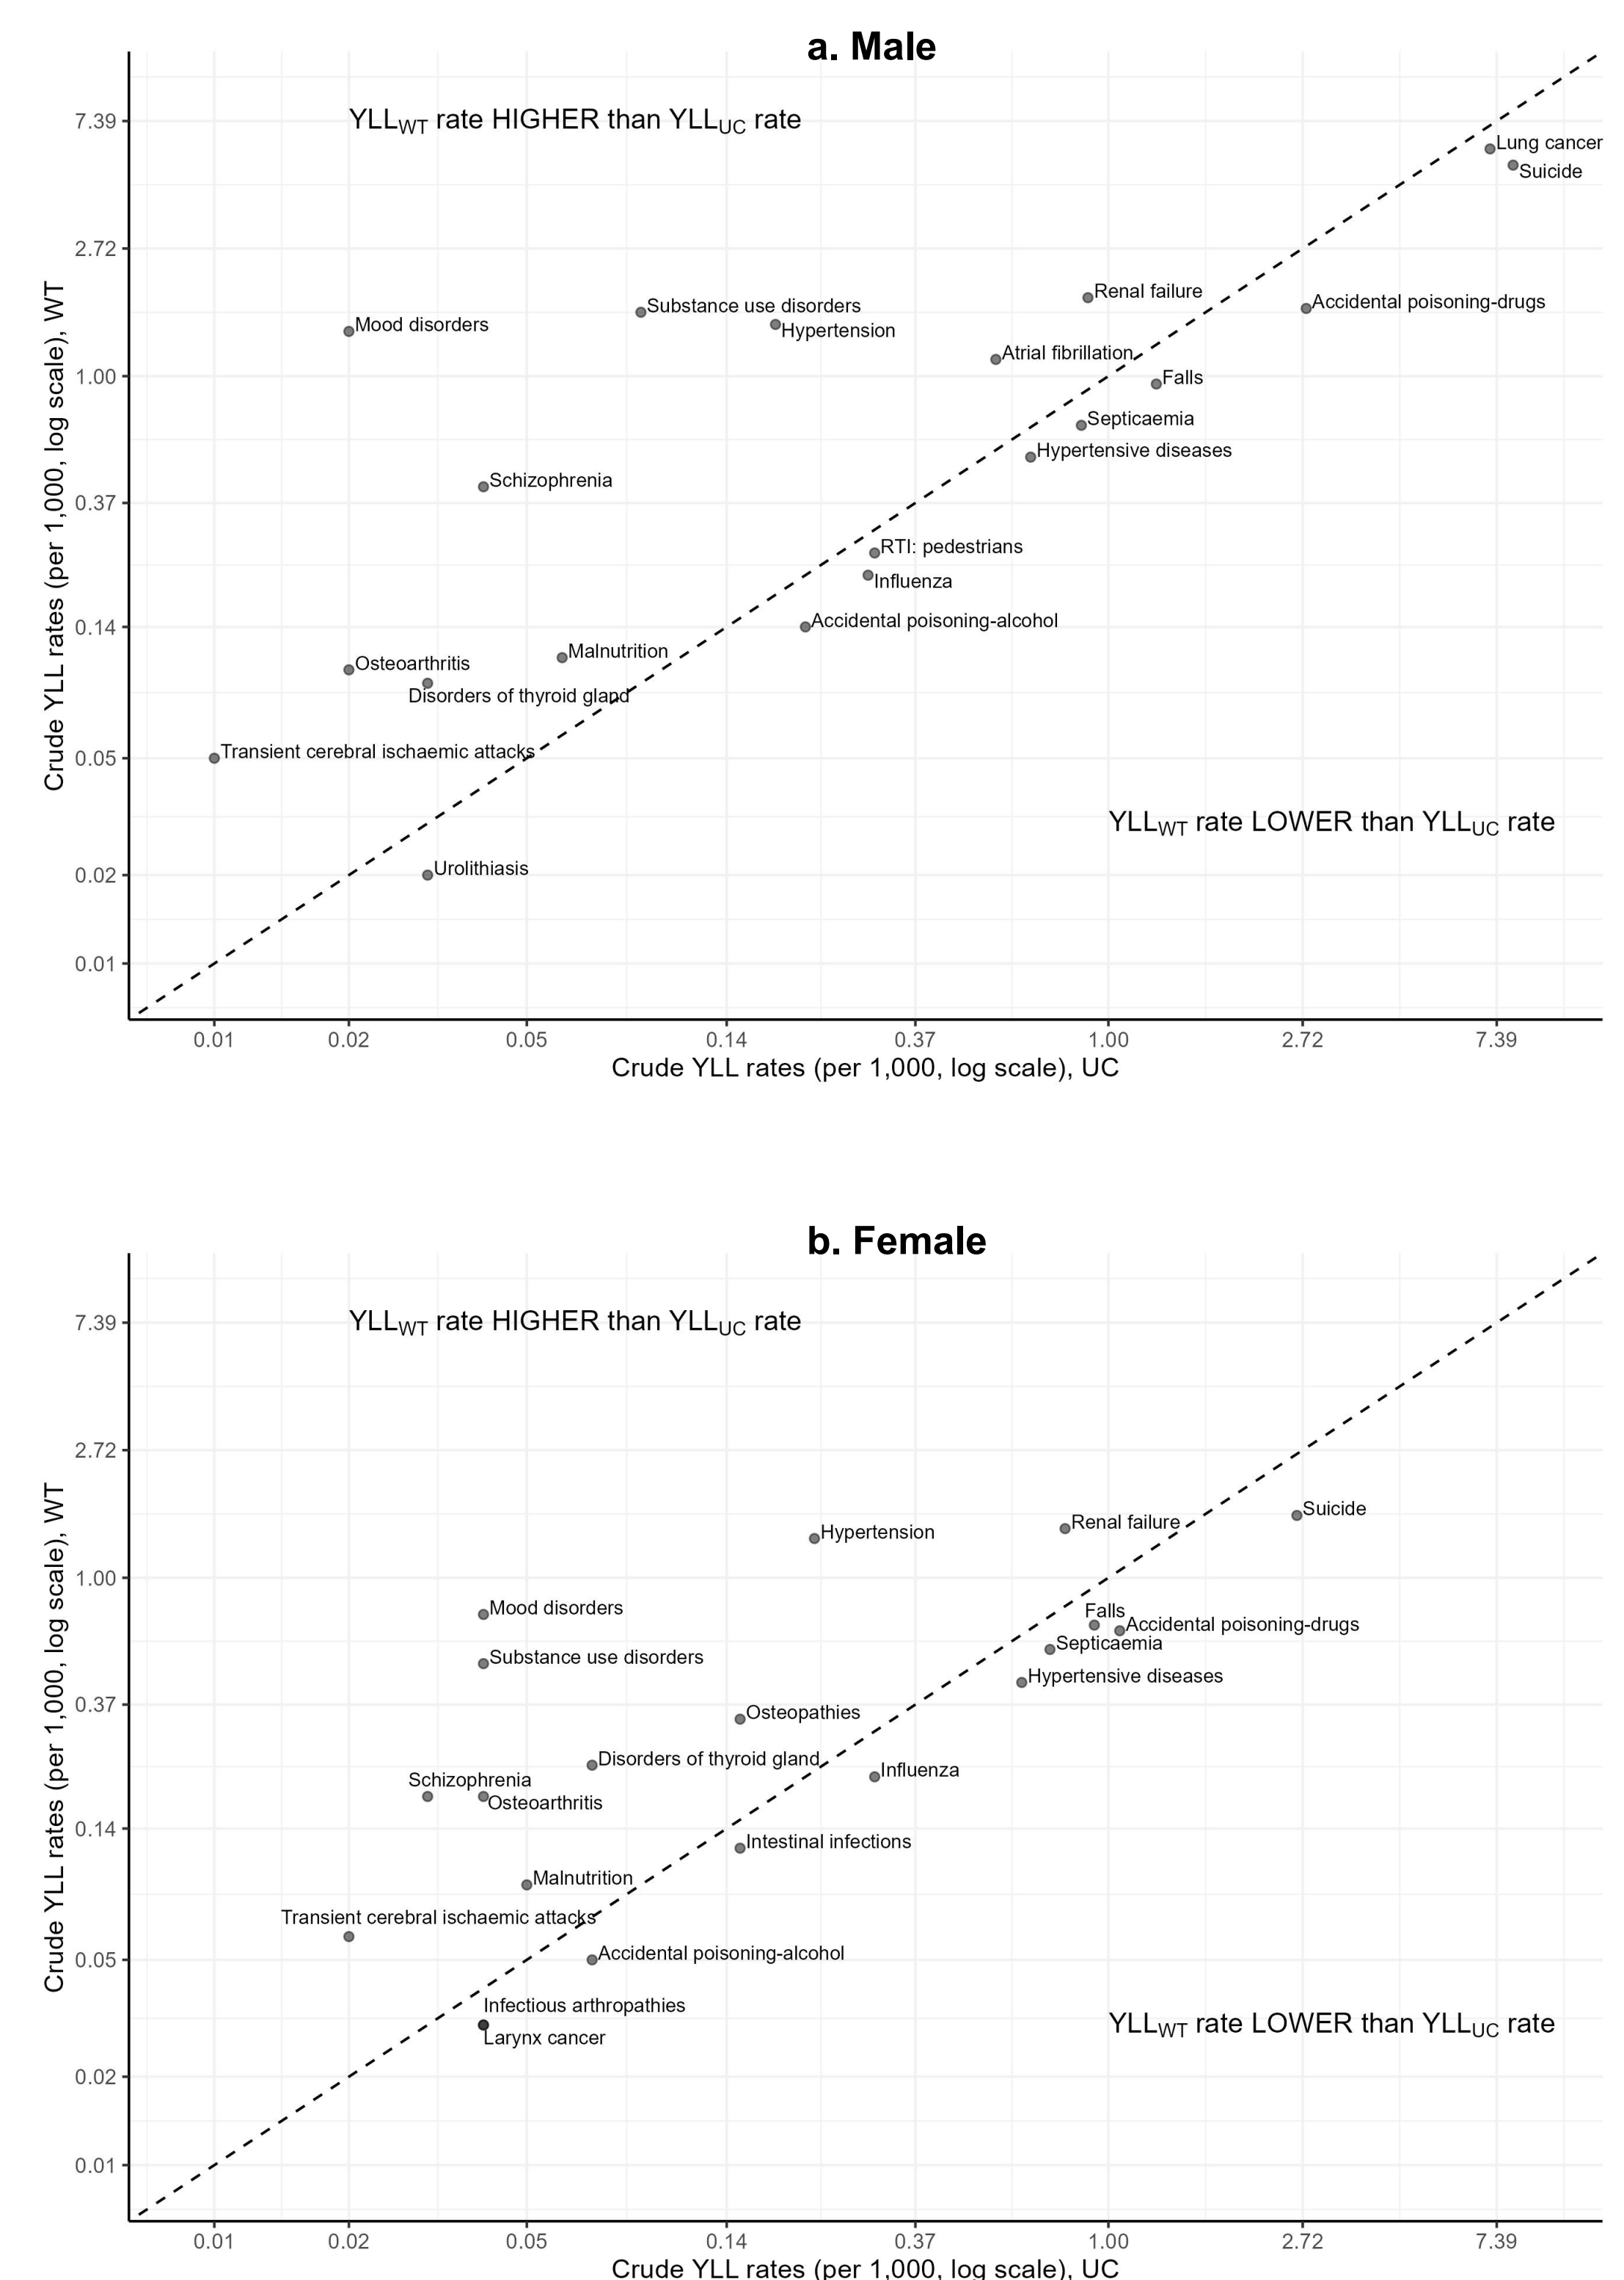 a. Male
YLLWT rate HIGHER than YLLUC rate
7.39
Lung cancer
Suicide
2.72
Renal failure
Substance use disorders
Accidental poisoning-drugs
Mood disorders
Hypertension
Atrial fibrillation
1.00
Falls
Septicaemia
Hypertensive diseases
Schizophrenia
0.37
RTI: pedestrians
Influenza
Accidental poisoning-alcohol
0.14
Malnutrition
Osteoarthritis
Disorders of thyroid gland
Transient cerebral ischaemic attacks
0.05
YLLWT rate LOWER than YLLUC rate
Urolithiasis
0.02
0.01
Crude YLL rates (per 1,000, log scale), WT
0.01 0.02 0.05 0.14 0.37 1.00 2.72 7.39
Crude YLL rates (per 1,000, log scale), UC
b. Female
YLLWT rate HIGHER than YLLUC rate
7.39
2.72
Suicide
Renal failure
Hypertension
1.00
Mood disorders
Falls
Accidental poisoning-drugs
Septicaemia
Substance use disorders
Hypertensive diseases
0.37
Osteopathies
Disorders of thyroid gland
Influenza
Schizophrenia
Osteoarthritis
0.14
Intestinal infections
Malnutrition
Transient cerebral ischaemic attacks
Accidental poisoning-alcohol
0.05
Infectious arthropathies
YLLWT rate LOWER than YLLUC rate
Larynx cancer
0.02
0.01
Crude YLL rates (per 1,000, log scale), WT
0.01 0.02 0.05 0.14 0.37 1.00 2.72 7.39
Crude YLL rates (per 1,000, log scale), UC